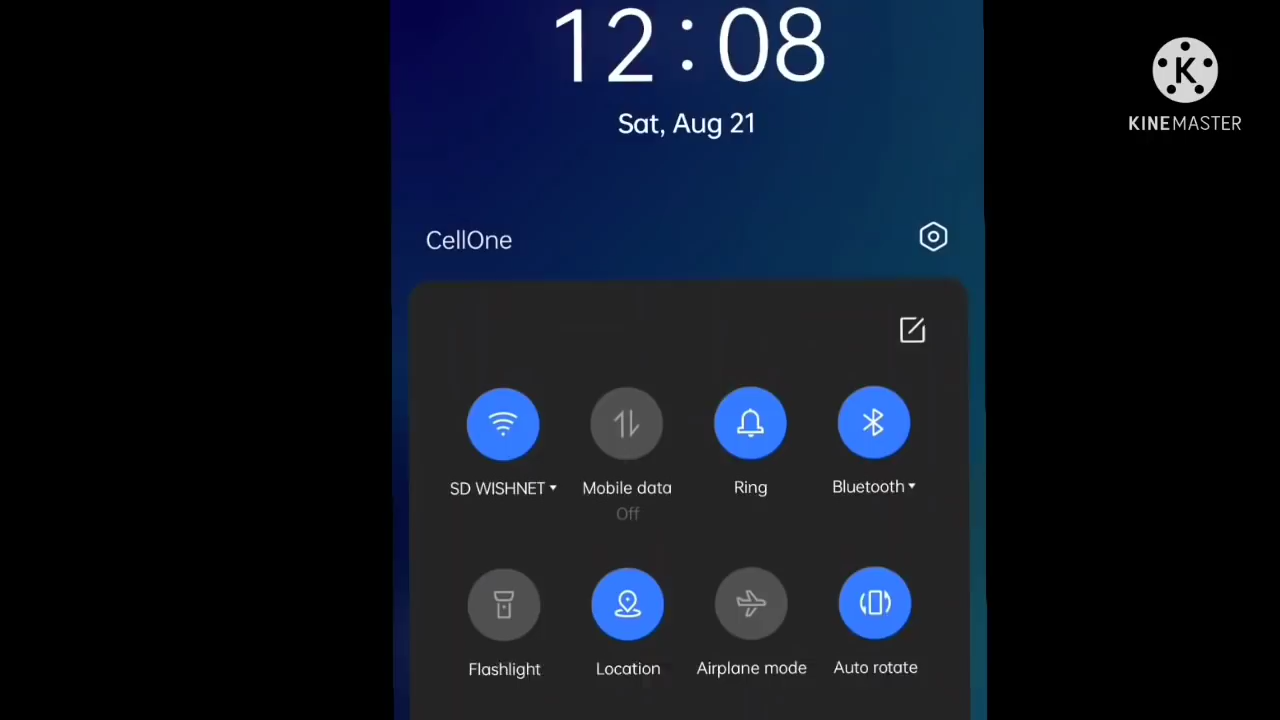 12:08
Sat, Aug 21
K
KINEMASTER
CellOne
SD WISHNET
Mobile data
Off
Ring
Bluetooth
Flashlight
Location
Airplane mode
Auto rotate